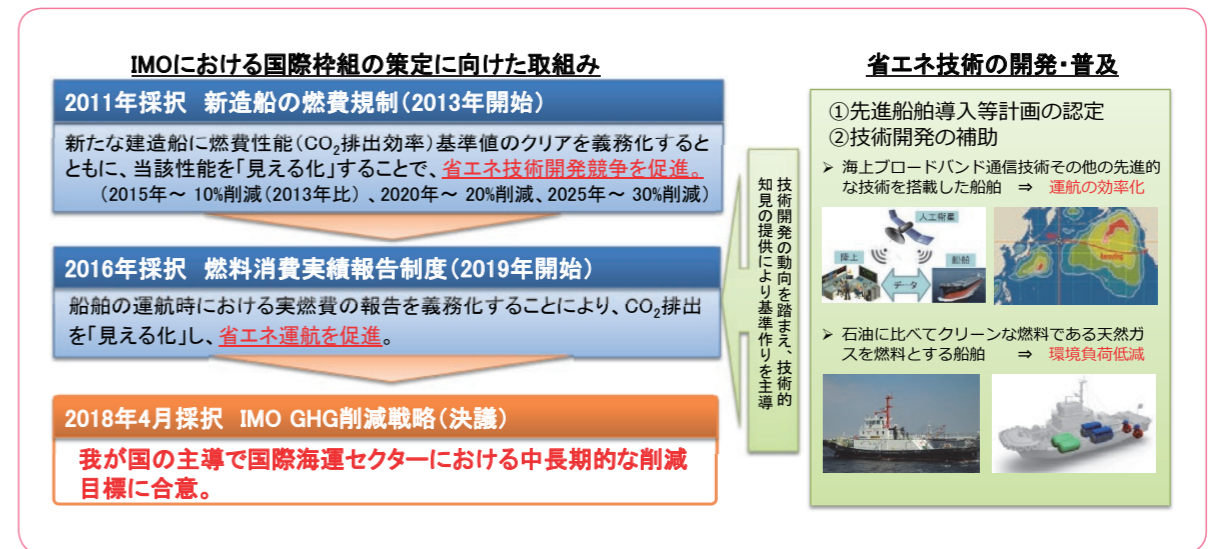 IMOにおける国際枠組の策定に向けた取組み
2011年採択 新造船の燃費規制(2013年開始)
新たな建造船に燃費性能(CO₂排出効率)基準値のクリアを義務化すると
ともに、当該性能を「見える化」することで、省エネ技術開発競争を促進。
(2015年~ 10%削減(2013年比)、2020年~ 20%削減、2025年~ 30%削減)
2016年採択 燃料消費実績報告制度(2019年開始)
船舶の運航時における実燃費の報告を義務化することにより、CO₂排出
を「見える化」し、省エネ運航を促進。
2018年4月採択 IMO GHG削減戦略(決議)
我が国の主導で国際海運セクターにおける中長期的な削減
目標に合意。
技術開発の動向を踏まえ、技術的
知見の提供により基準作りを主導
省エネ技術の開発・普及
①先進船舶導入等計画の認定
②技術開発の補助
➢ 海上ブロードバンド通信技術その他の先進的
な技術を搭載した船舶 ⇒ 運航の効率化
人工衛星
陸上
船舶
データ
➢ 石油に比べてクリーンな燃料である天然ガ
スを燃料とする船舶 ⇒ 環境負荷低減